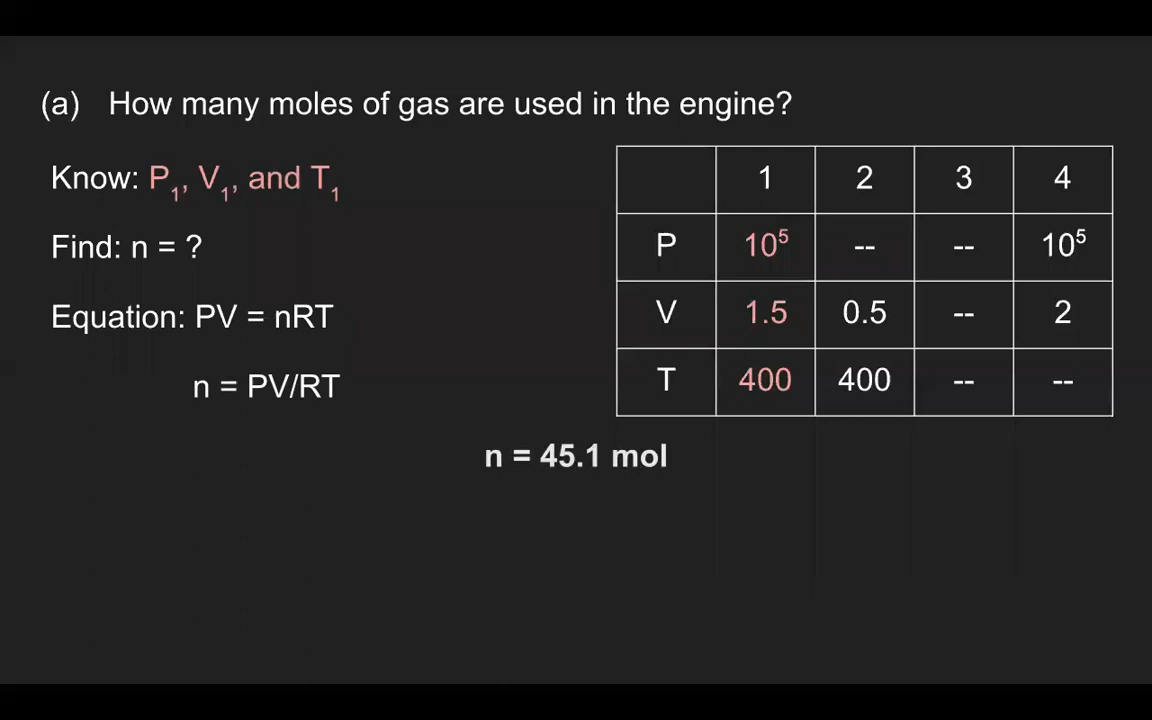 (a) How many moles of gas are used in the engine?
Know: P₁, V₁, and T₁
Find: n = ?
Equation: PV = nRT
n = PV/RT
n = 45.1 mol
1 2 3 4
P 10⁵ -- -- 10⁵
V 1.5 0.5 -- 2
T 400 400 -- --